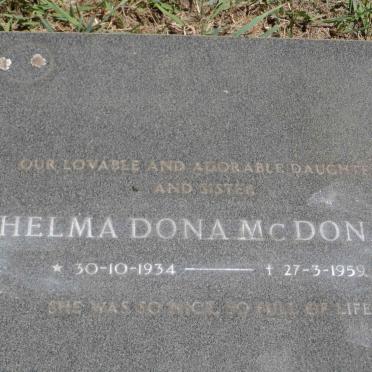 OUR LOVABLE AND ADORABLE DAUGHTE
AND SISTER
HELMA DONA McDON
★ 30-10-1934 ——— † 27-3-1959
SHE WAS SO NICE, SO FULL OF LIFE